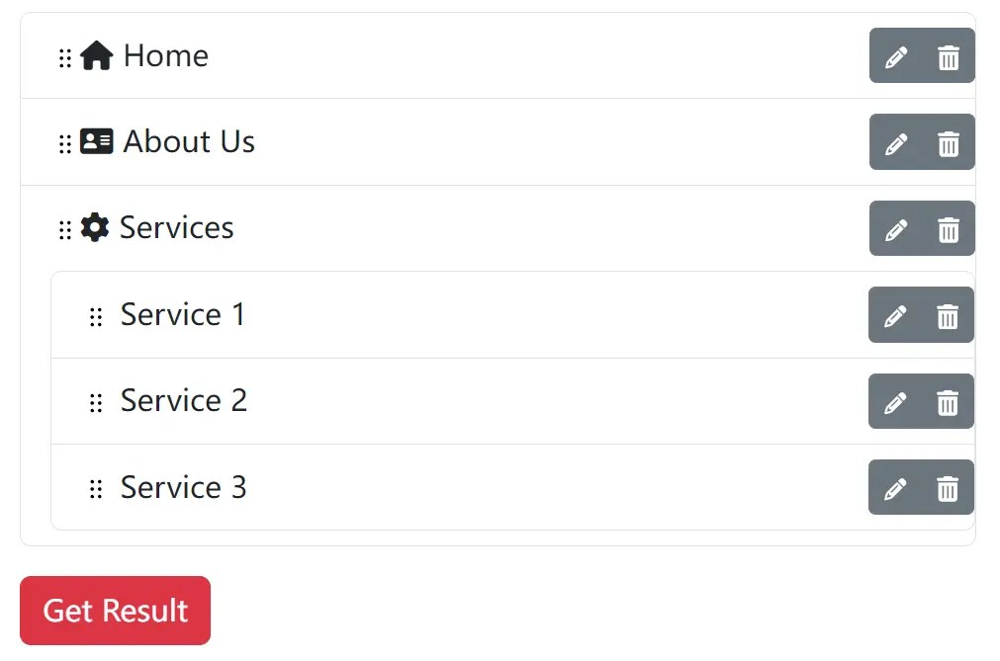 Home
About Us
Services
Service 1
Service 2
Service 3
Get Result